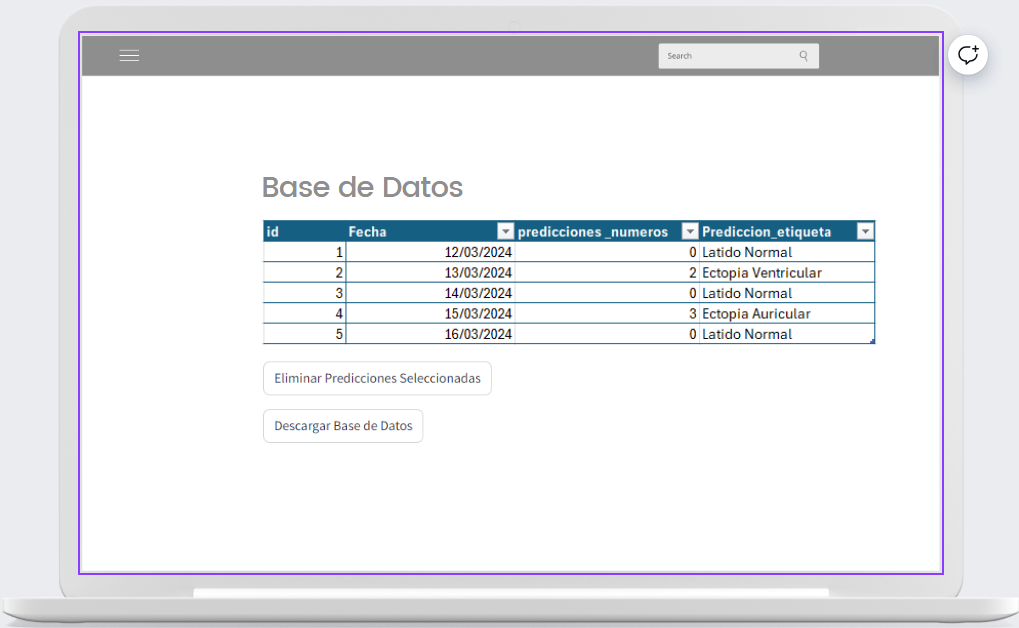 Search
Base de Datos
id Fecha predicciones _numeros Prediccion_etiqueta
1 12/03/2024 0 Latido Normal
2 13/03/2024 2 Ectopia Ventricular
3 14/03/2024 0 Latido Normal
4 15/03/2024 3 Ectopia Auricular
5 16/03/2024 0 Latido Normal
Eliminar Predicciones Seleccionadas
Descargar Base de Datos